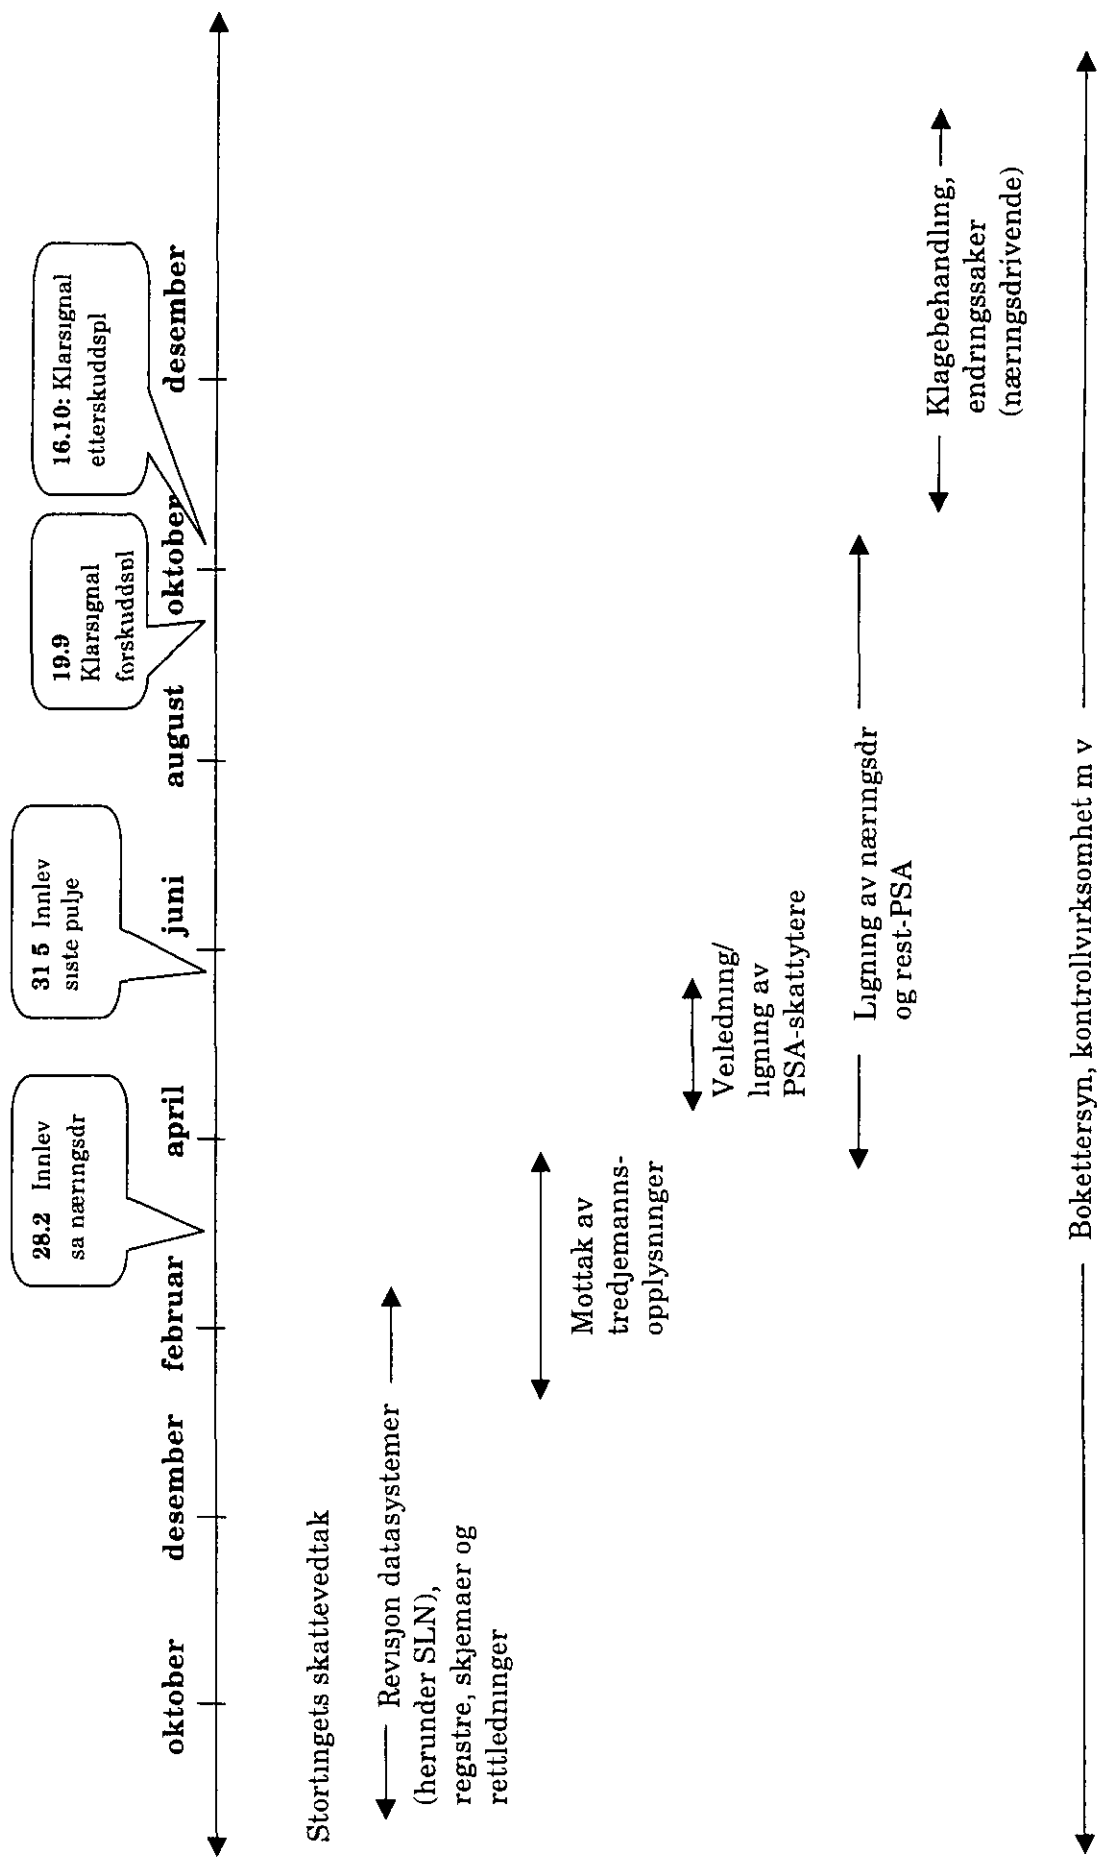 28.2 Innlev
sa næringsdr
31 5 Innlev
siste pulje
19.9
Klarsignal
forskuddspl
16.10: Klarsignal
etterskuddspl
oktober desember februar april juni august oktober desember
Stortingets skattevedtak
Revisjon datasystemer
(herunder SLN),
registre, skjemaer og
rettledninger
Mottak av
tredjemanns-
opplysninger
Veiledning/
ligning av
PSA-skattytere
Ligning av næringsdr
og rest-PSA
Klagebehandling,
endringssaker
(næringsdrivende)
Bokettersyn, kontrollvirksomhet m v